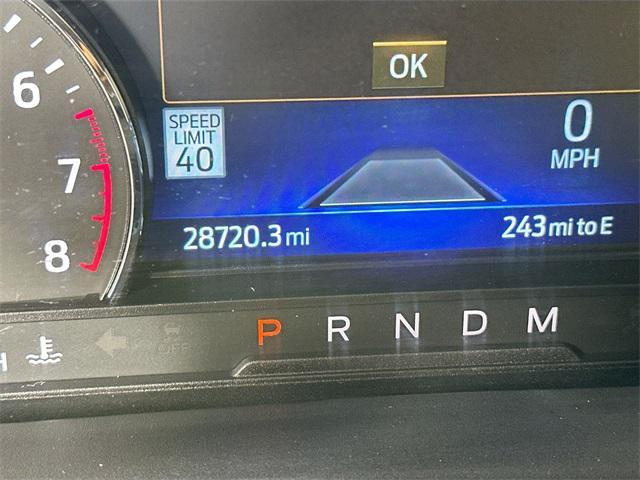 OK
6
SPEED
LIMIT
40
0
MPH
7
28720.3 mi
243 mi to E
8
P R N D M
H